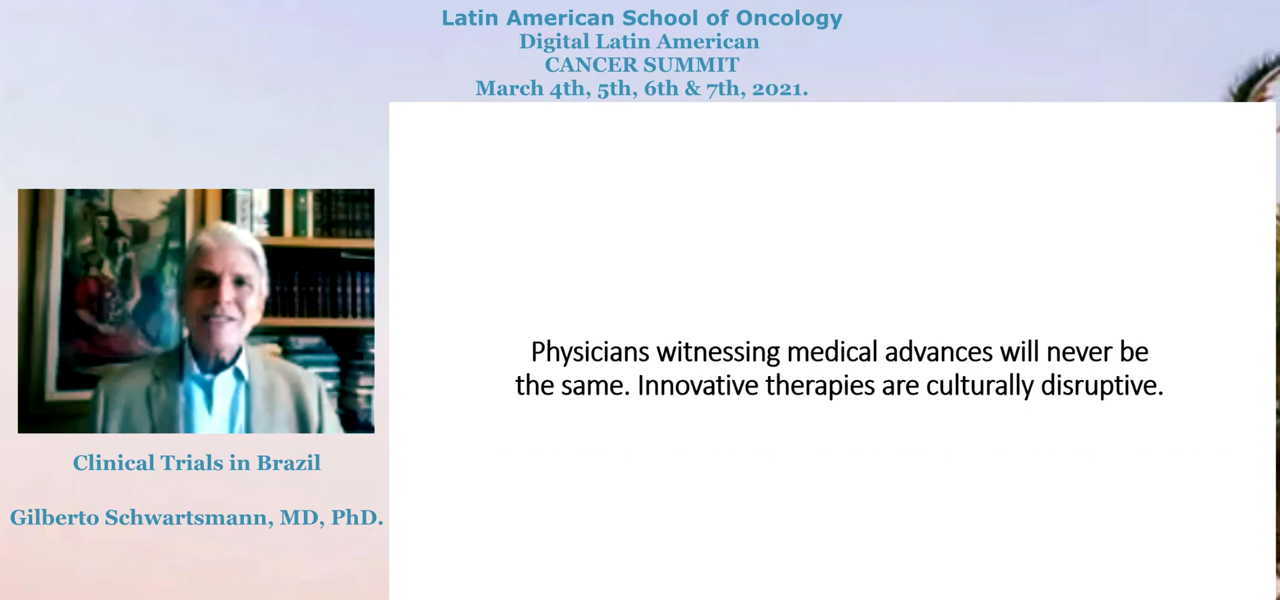 Latin American School of Oncology
Digital Latin American
CANCER SUMMIT
March 4th, 5th, 6th & 7th, 2021.
Physicians witnessing medical advances will never be
the same. Innovative therapies are culturally disruptive.
Clinical Trials in Brazil
Gilberto Schwartsmann, MD, PhD.